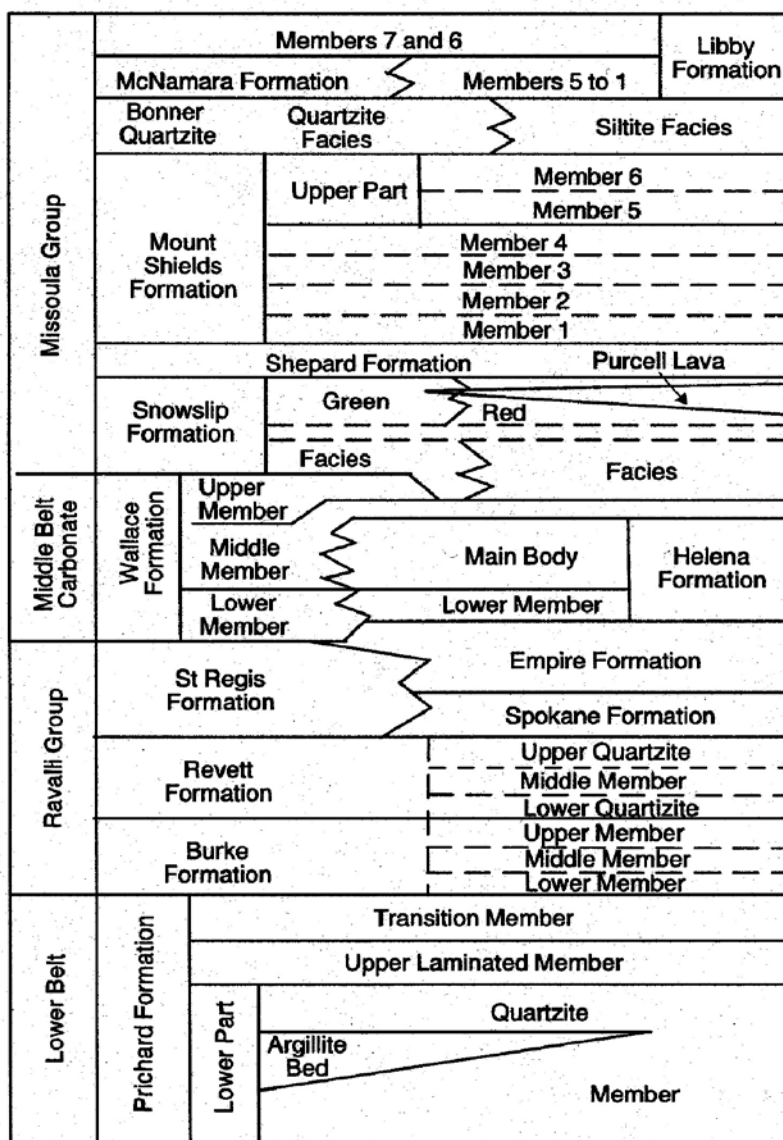 Members 7 and 6
Libby
Formation
McNamara Formation
Members 5 to 1
Bonner
Quartzite
Quartzite
Facies
Siltite Facies
Missoula Group
Mount
Shields
Formation
Upper Part
Member 6
Member 5
Member 4
Member 3
Member 2
Member 1
Shepard Formation
Purcell Lava
Snowslip
Formation
Green
Red
Facies
Facies
Middle Belt
Carbonate
Wallace
Formation
Upper
Member
Middle
Member
Main Body
Helena
Formation
Lower
Member
Lower Member
Ravalli Group
St Regis
Formation
Empire Formation
Spokane Formation
Revett
Formation
Upper Quartzite
Middle Member
Lower Quartizite
Burke
Formation
Upper Member
Middle Member
Lower Member
Lower Belt
Prichard Formation
Transition Member
Upper Laminated Member
Lower Part
Quartzite
Argillite
Bed
Member